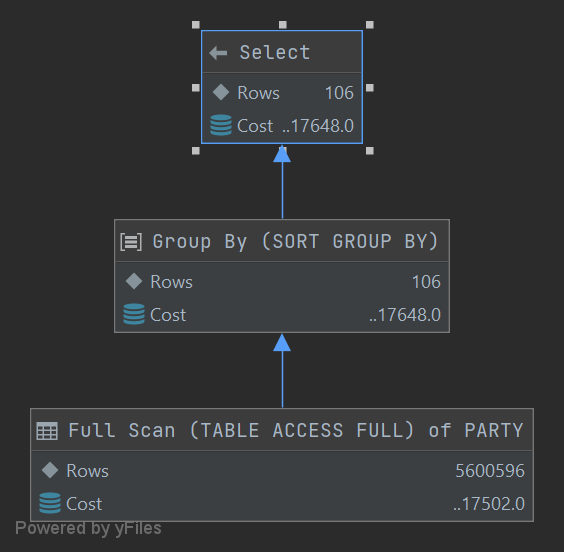 Select
Rows 106
Cost ..17648.0
Group By (SORT GROUP BY)
Rows 106
Cost ..17648.0
Full Scan (TABLE ACCESS FULL) of PARTY
Rows 5600596
Cost ..17502.0
Powered by yFiles